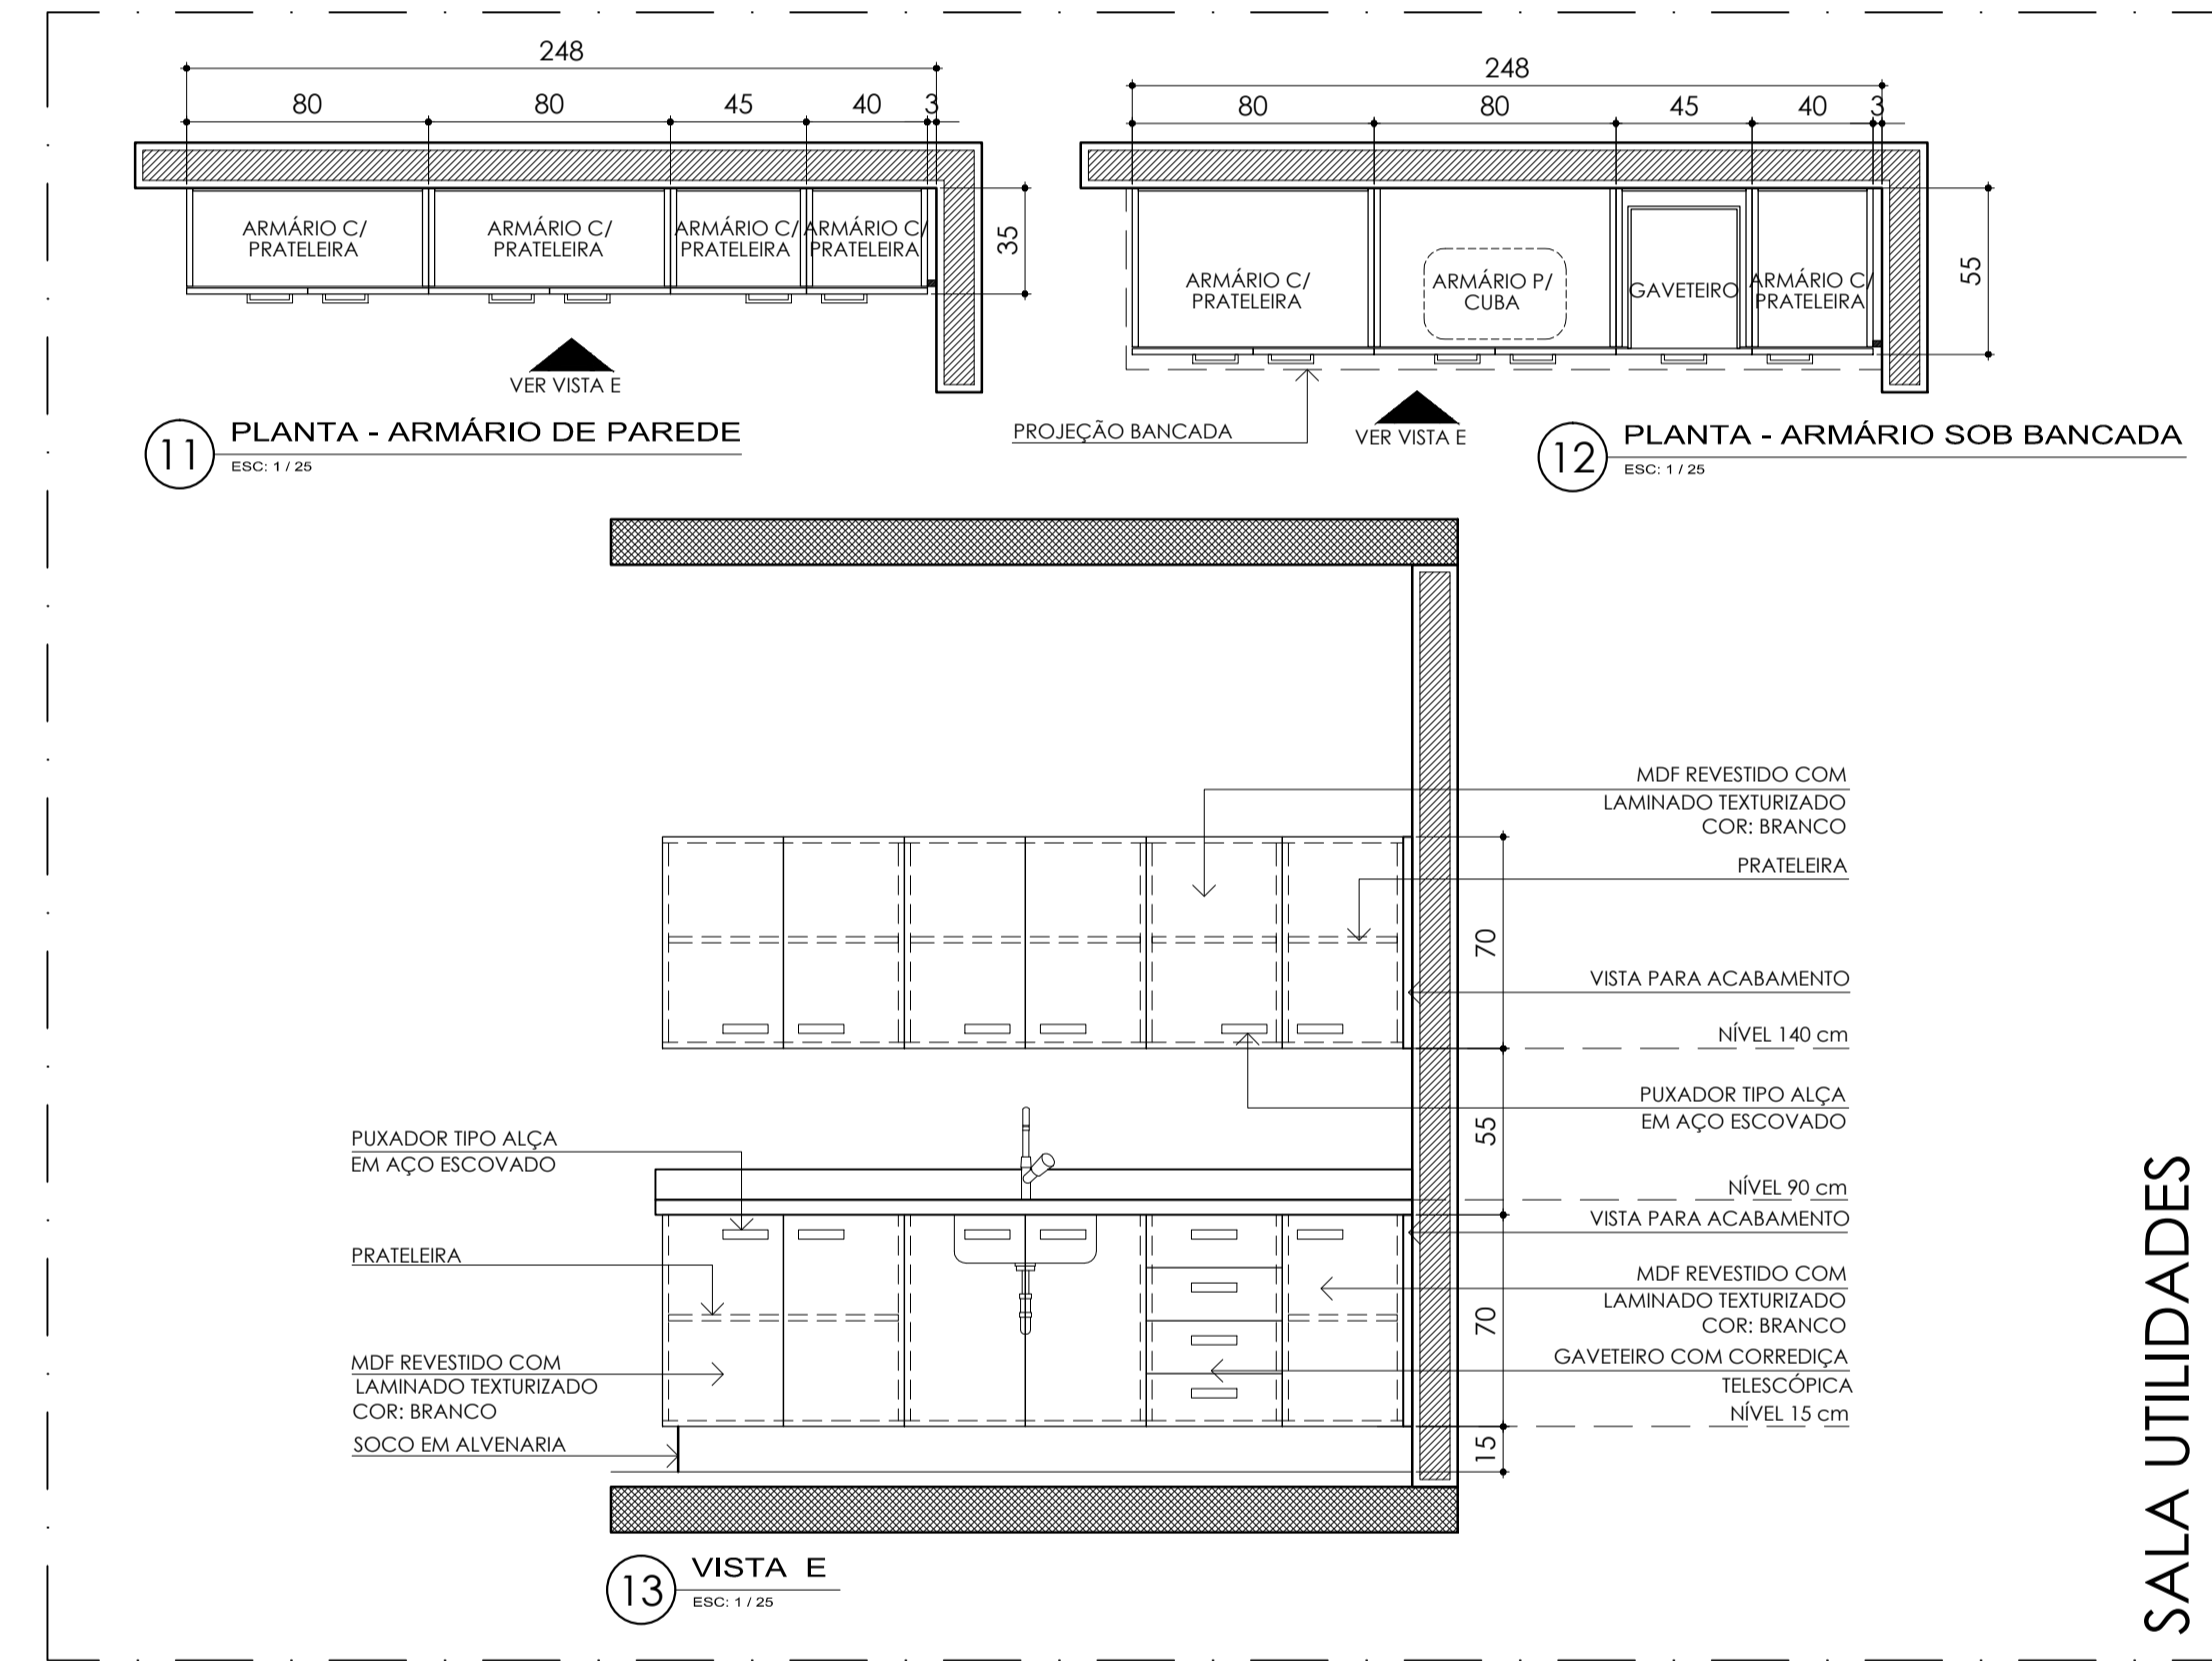 248
80 80 45 40 3
ARMÁRIO C/
PRATELEIRA
ARMÁRIO C/
PRATELEIRA
ARMÁRIO C/
PRATELEIRA
ARMÁRIO C/
PRATELEIRA
35
VER VISTA E
11
PLANTA - ARMÁRIO DE PAREDE
ESC: 1 / 25
248
80 80 45 40 3
ARMÁRIO C/
PRATELEIRA
ARMÁRIO P/
CUBA
GAVETEIRO
ARMÁRIO C/
PRATELEIRA
55
PROJEÇÃO BANCADA
VER VISTA E
12
PLANTA - ARMÁRIO SOB BANCADA
ESC: 1 / 25
MDF REVESTIDO COM
LAMINADO TEXTURIZADO
COR: BRANCO
PRATELEIRA
70
VISTA PARA ACABAMENTO
NÍVEL 140 cm
PUXADOR TIPO ALÇA
EM AÇO ESCOVADO
55
NÍVEL 90 cm
VISTA PARA ACABAMENTO
MDF REVESTIDO COM
LAMINADO TEXTURIZADO
COR: BRANCO
70
GAVETEIRO COM CORREDIÇA
TELESCÓPICA
NÍVEL 15 cm
15
PUXADOR TIPO ALÇA
EM AÇO ESCOVADO
PRATELEIRA
MDF REVESTIDO COM
LAMINADO TEXTURIZADO
COR: BRANCO
SOCO EM ALVENARIA
13
VISTA E
ESC: 1 / 25
SALA UTILIDADES